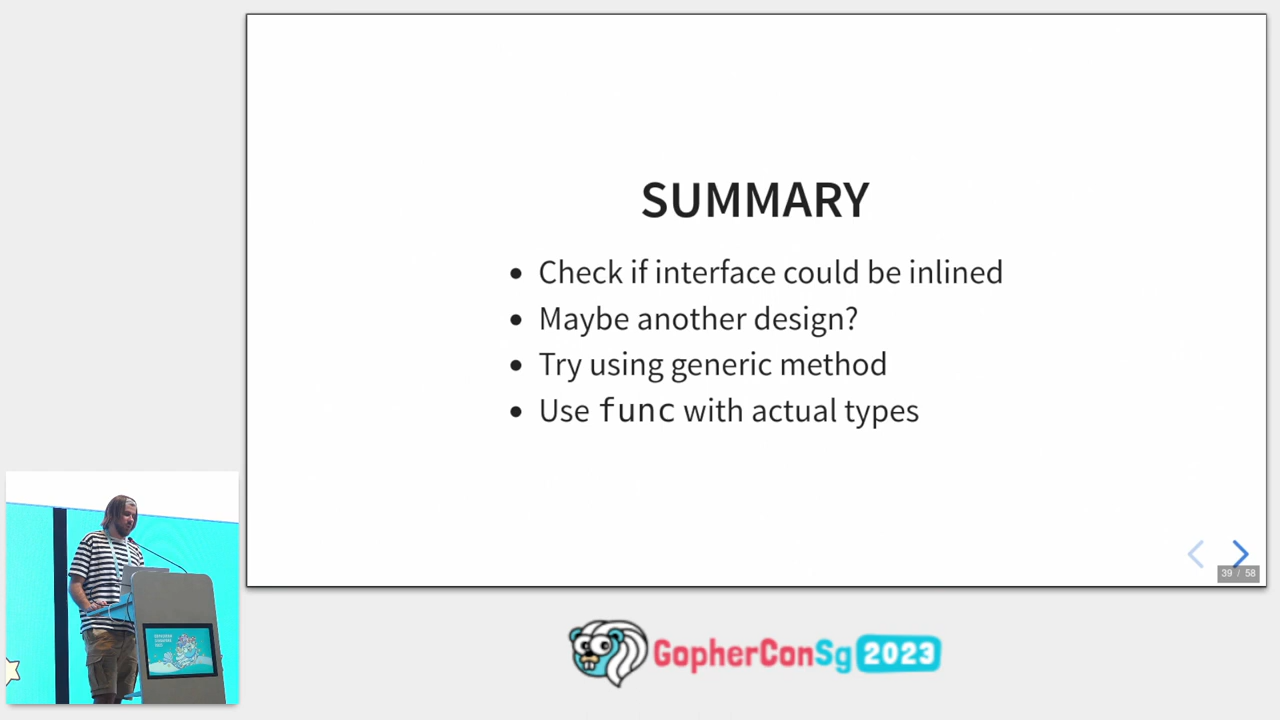 SUMMARY
• Check if interface could be inlined
• Maybe another design?
• Try using generic method
• Use func with actual types
39 / 58
GopherConSg 2023